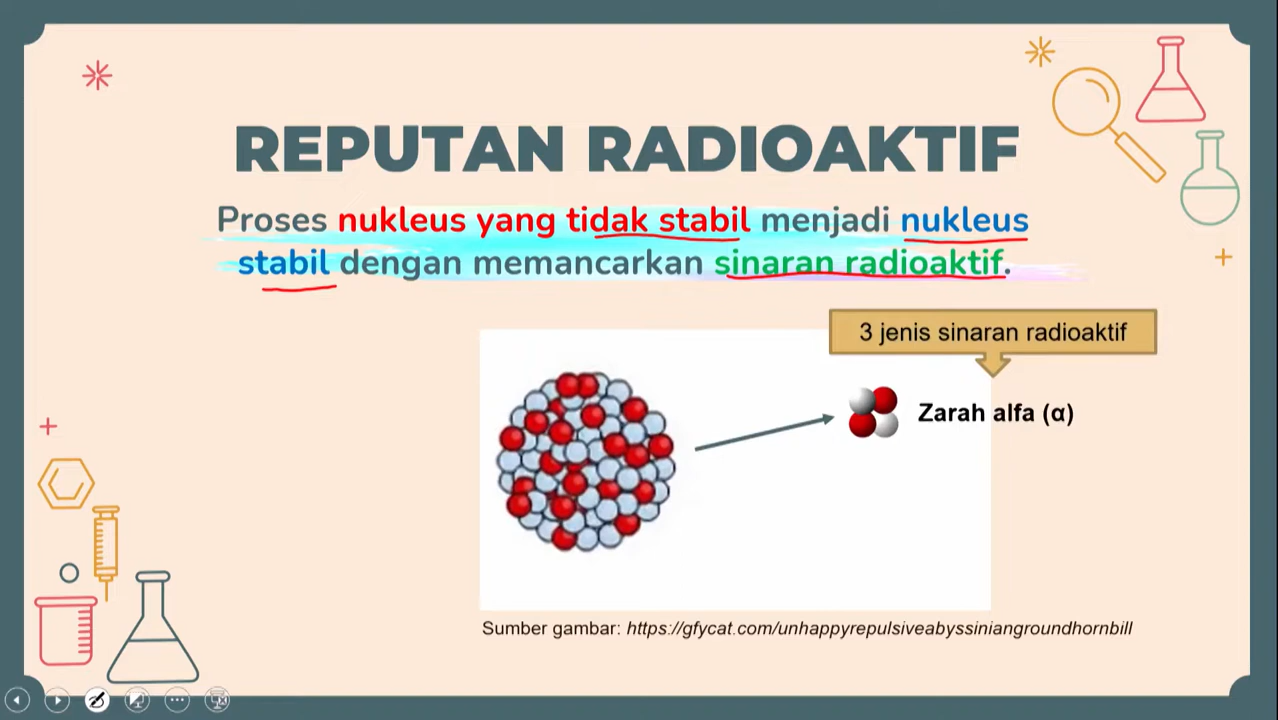 REPUTAN RADIOAKTIF
Proses nukleus yang tidak stabil menjadi nukleus
stabil dengan memancarkan sinaran radioaktif.
3 jenis sinaran radioaktif
Zarah alfa (α)
Sumber gambar: https://gfycat.com/unhappyrepulsiveabyssiniangroundhornbill